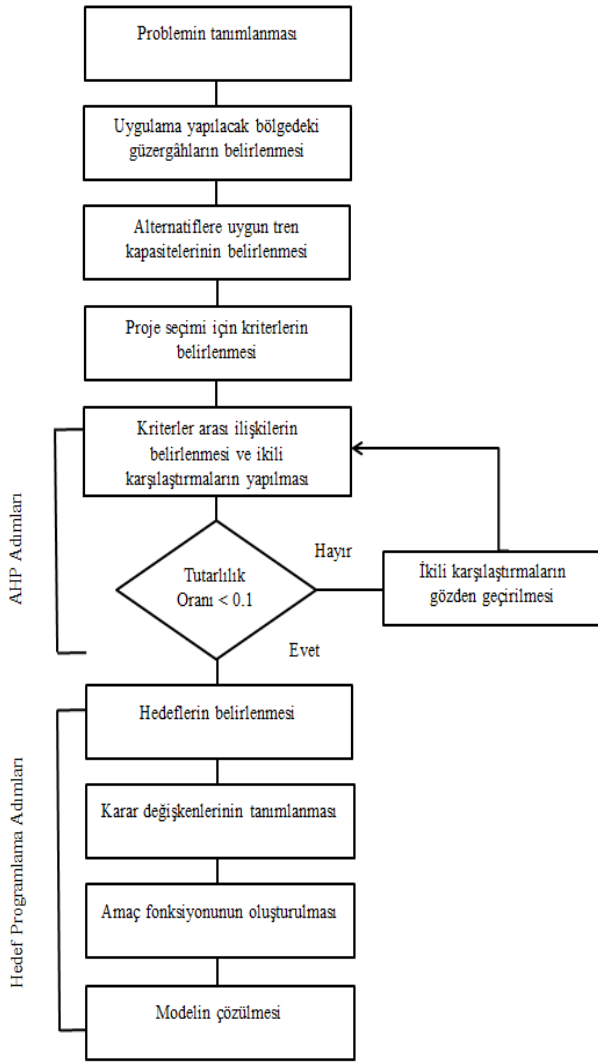 Problemin tanımlanması
Uygulama yapılacak bölgedeki
güzergâhların belirlenmesi
Alternatiflere uygun tren
kapasitelerinin belirlenmesi
Proje seçimi için kriterlerin
belirlenmesi
Kriterler arası ilişkilerin
belirlenmesi ve ikili
karşılaştırmaların yapılması
AHP Adımları
Tutarlılık
Oranı < 0.1
Hayır
İkili karşılaştırmaların
gözden geçirilmesi
Evet
Hedeflerin belirlenmesi
Hedef Programlama Adımları
Karar değişkenlerinin tanımlanması
Amaç fonksiyonunun oluşturulması
Modelin çözülmesi